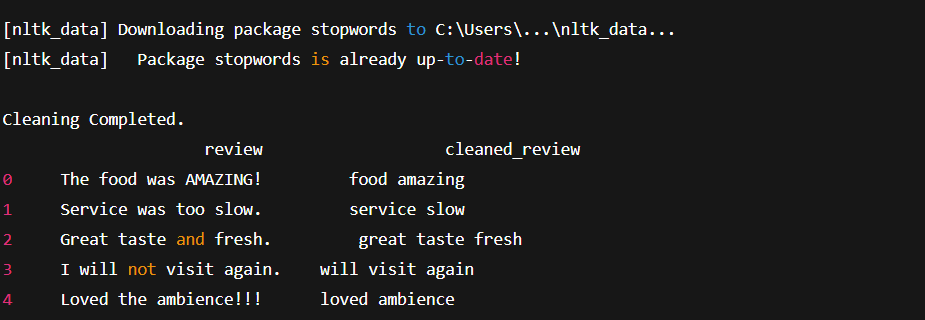 [nltk_data] Downloading package stopwords to C:\Users\...\nltk_data...
[nltk_data]   Package stopwords is already up-to-date!
Cleaning Completed.
review cleaned_review
0 The food was AMAZING! food amazing
1 Service was too slow. service slow
2 Great taste and fresh. great taste fresh
3 I will not visit again. will visit again
4 Loved the ambience!!! loved ambience